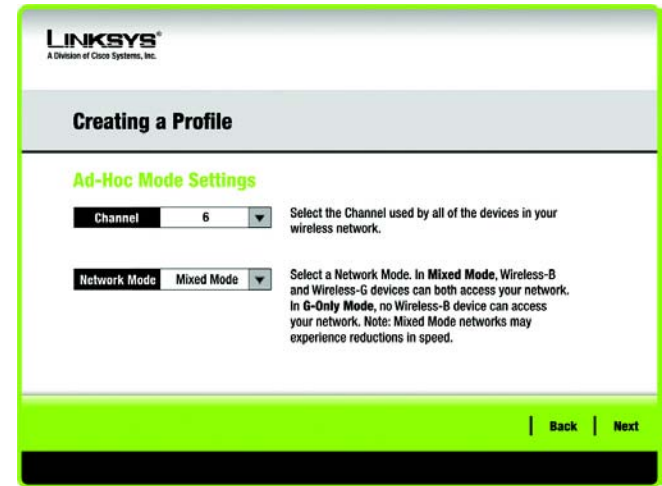 LINKSYS®
A Division of Cisco Systems, Inc.
Creating a Profile
Ad-Hoc Mode Settings
Channel 6
Select the Channel used by all of the devices in your
wireless network.
Network Mode Mixed Mode
Select a Network Mode. In Mixed Mode, Wireless-B
and Wireless-G devices can both access your network.
In G-Only Mode, no Wireless-B device can access
your network. Note: Mixed Mode networks may
experience reductions in speed.
Back Next